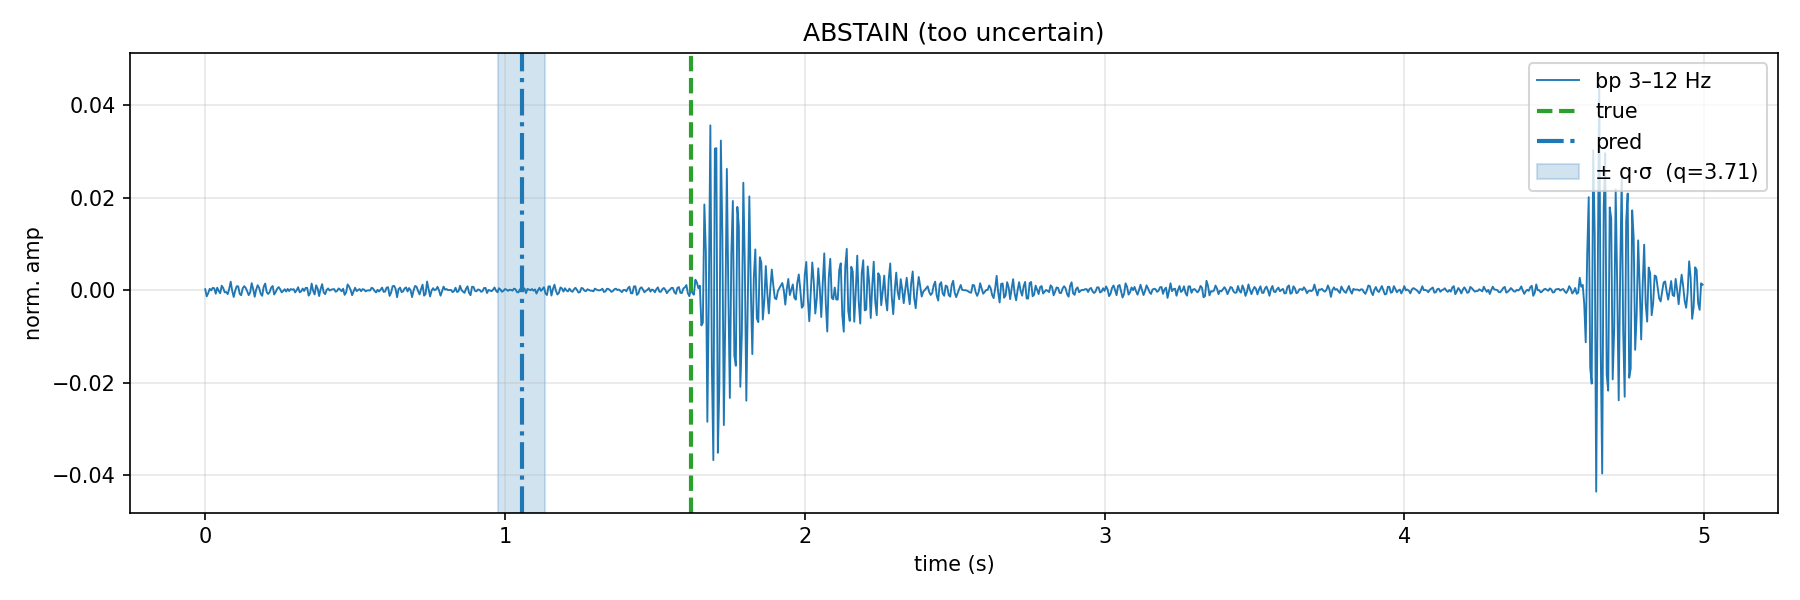 ABSTAIN (too uncertain)
bp 3–12 Hz
true
pred
± q·σ (q=3.71)
norm. amp
0.04
0.02
0.00
−0.02
−0.04
0 1 2 3 4 5
time (s)